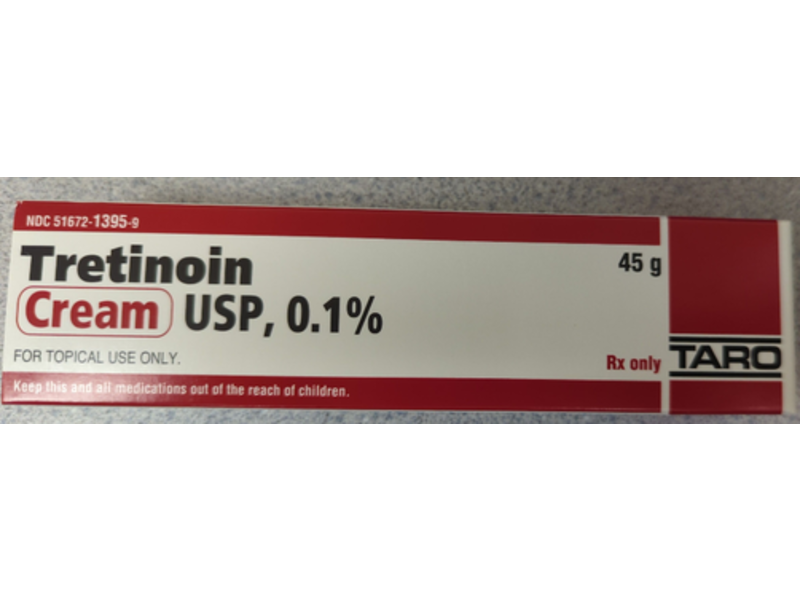 NDC 51672-1395-9
Tretinoin
45 g
Cream USP, 0.1%
FOR TOPICAL USE ONLY.
Rx only
TARO
Keep this and all medications out of the reach of children.